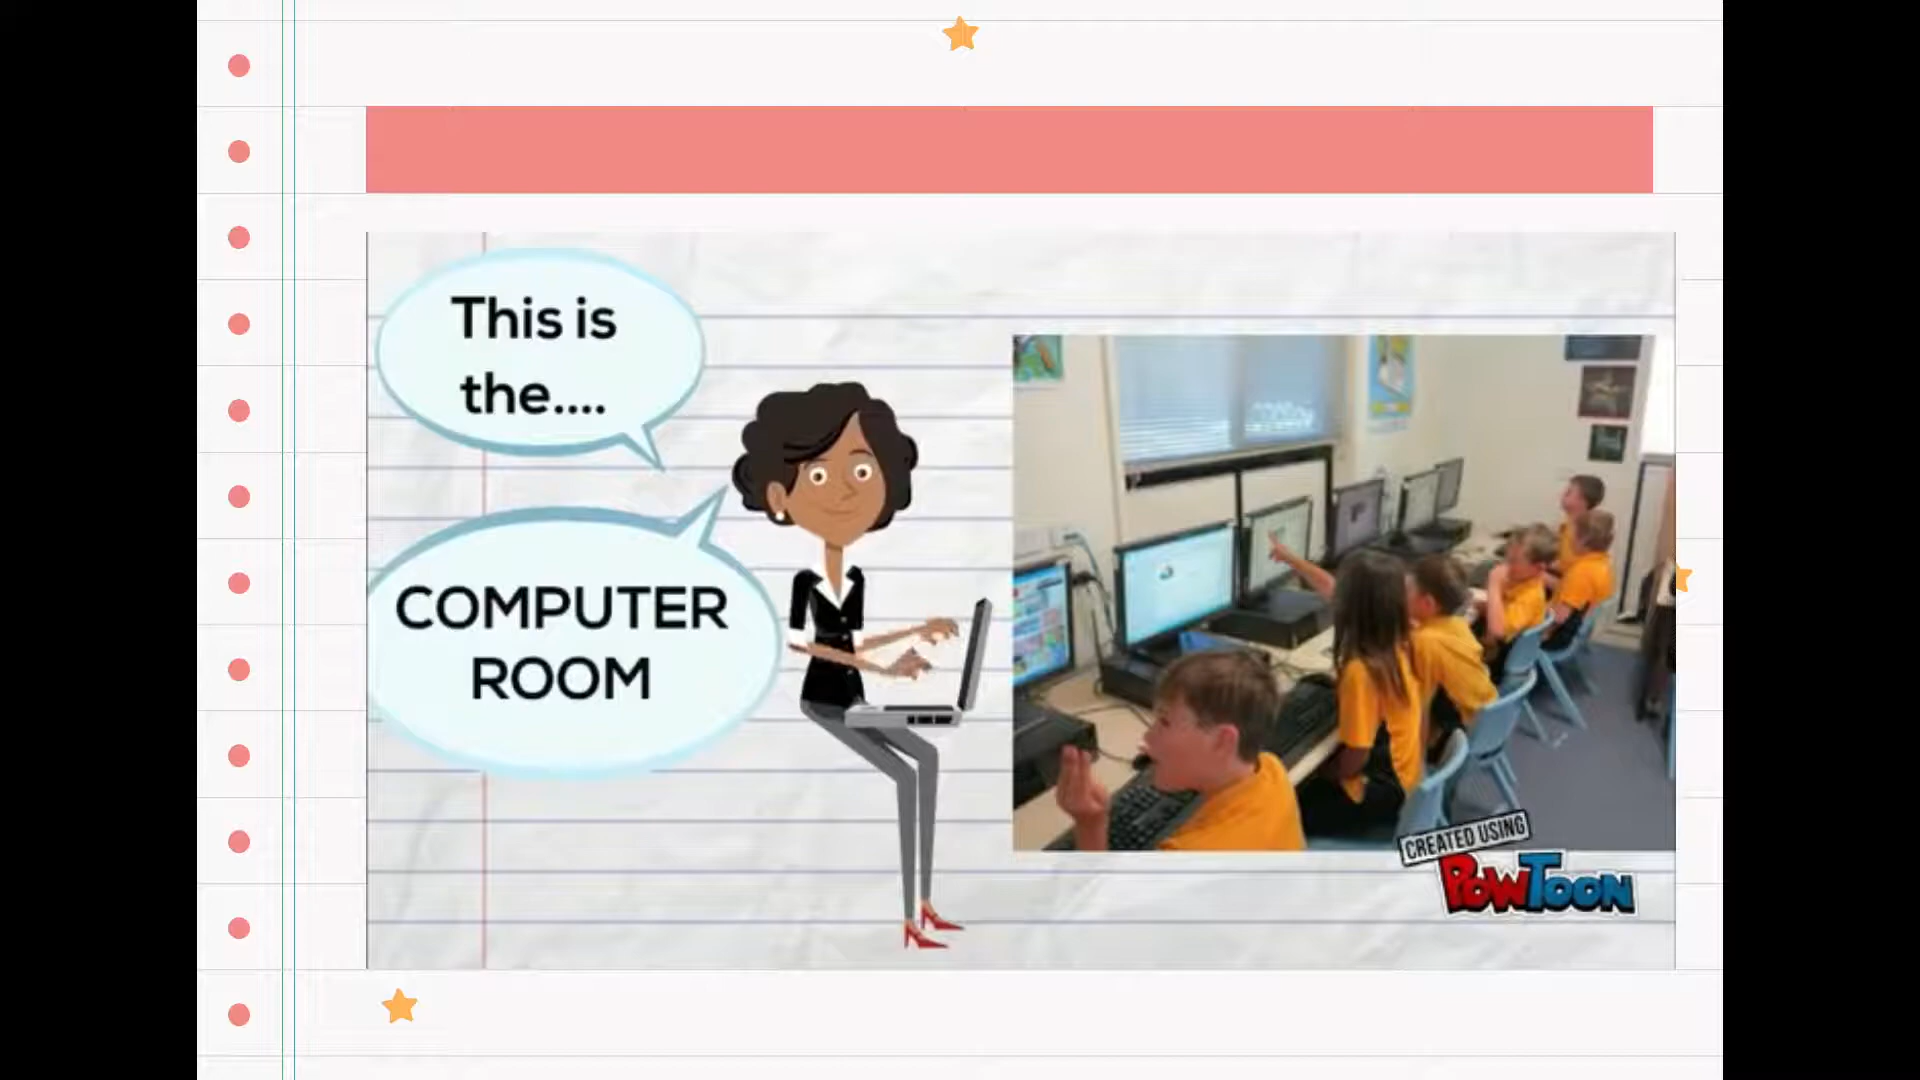 This is
the....
COMPUTER
ROOM
CREATED USING
POWTOON